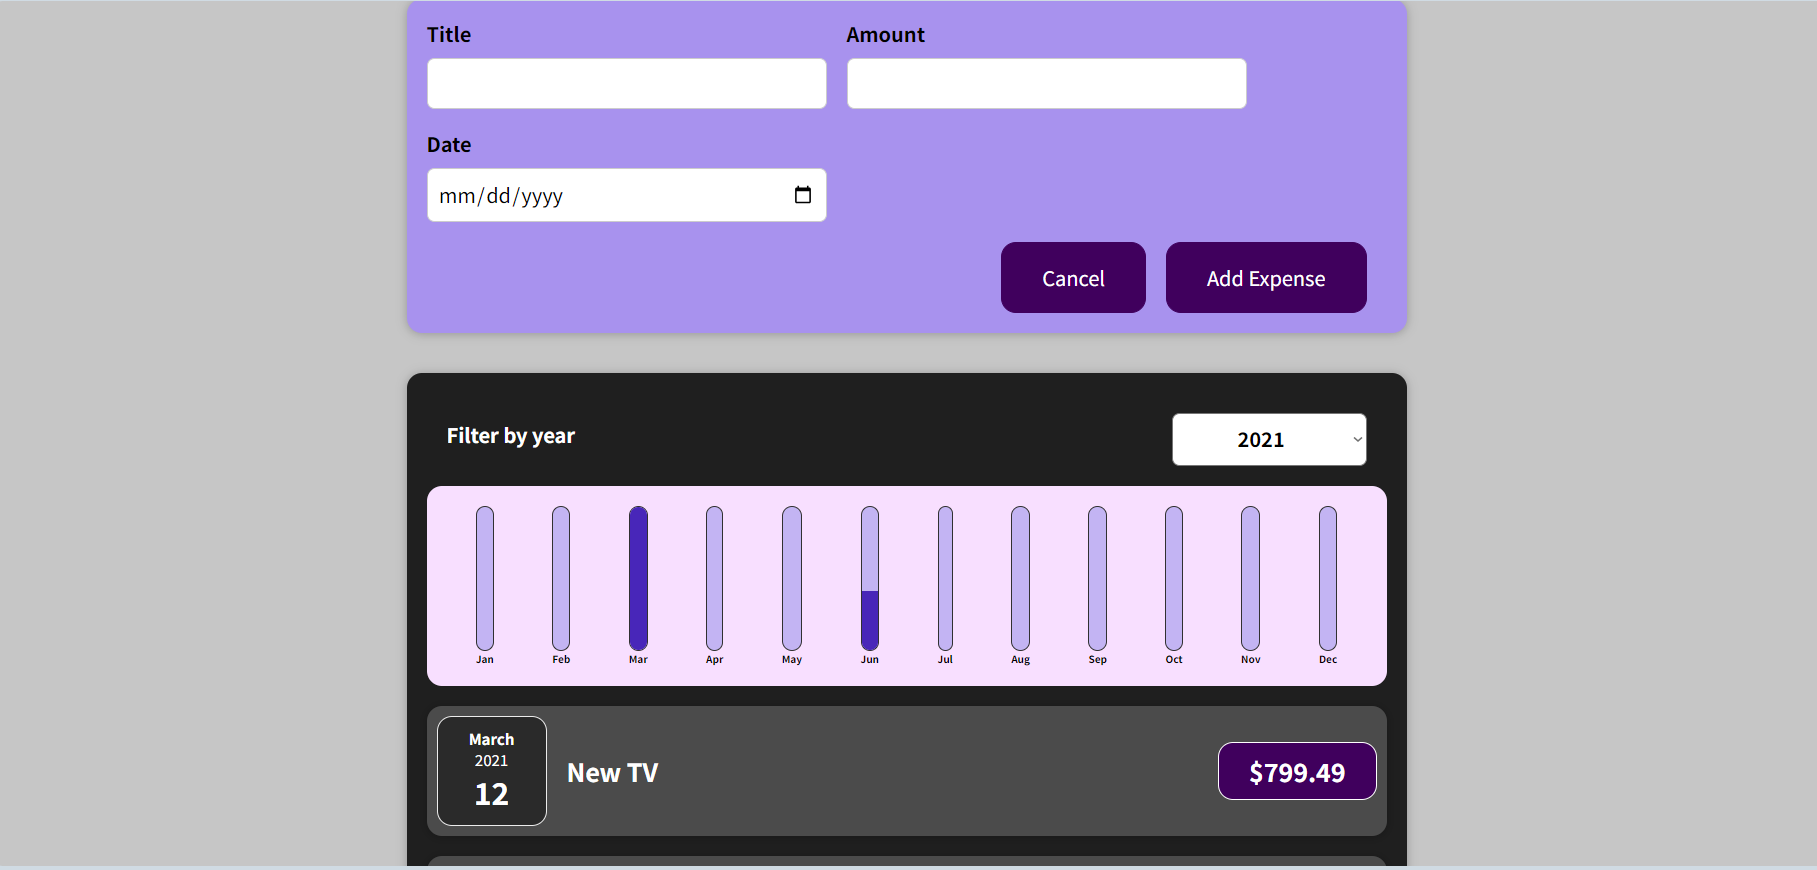 Title
Amount
Date
mm/dd/yyyy
Cancel
Add Expense
Filter by year
2021
Jan
Feb
Mar
Apr
May
Jun
Jul
Aug
Sep
Oct
Nov
Dec
March
2021
12
New TV
$799.49